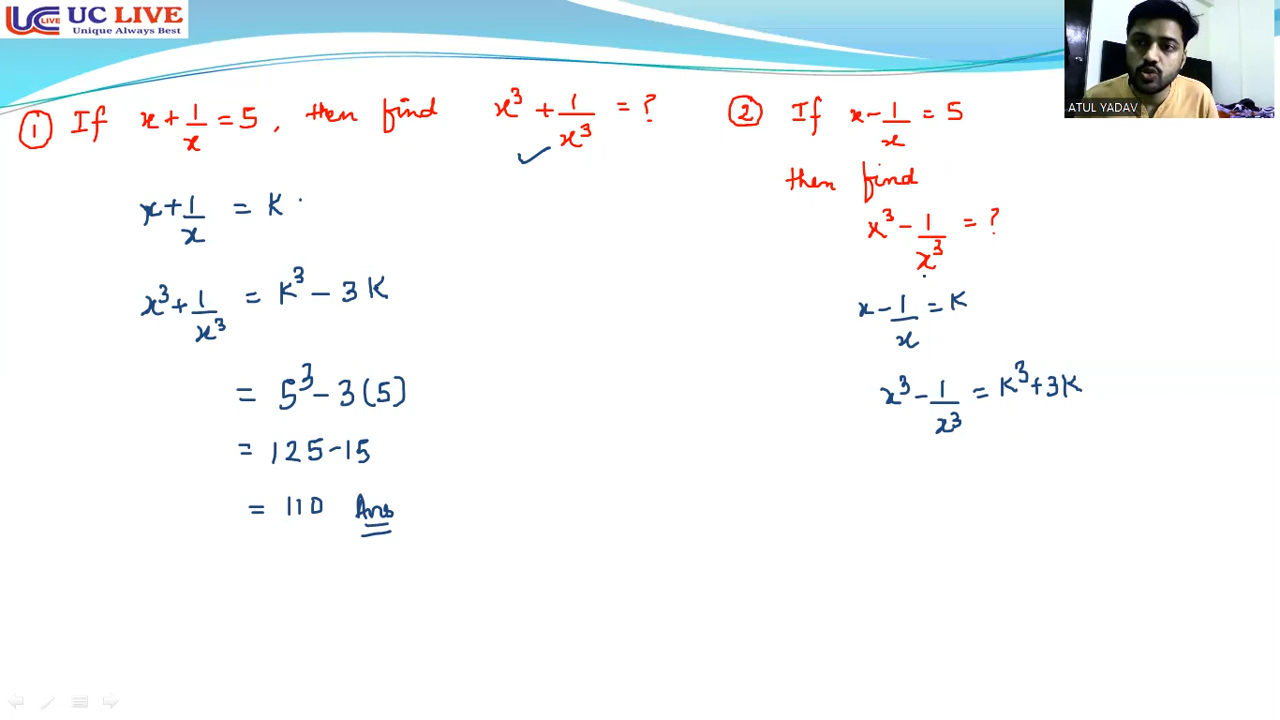 UC LIVE
Unique Always Best
LIVE
ATUL YADAV
① If x + 1/x = 5, then find x³ + 1/x³ = ?
x + 1/x = K
x³ + 1/x³ = K³ - 3K
= 5³ - 3(5)
= 125 - 15
= 110 Ans
② If x - 1/x = 5
then find
x³ - 1/x³ = ?
x - 1/x = K
x³ - 1/x³ = K³ + 3K